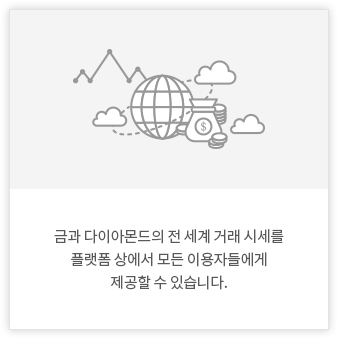 금과 다이아몬드의 전 세계 거래 시세를
플랫폼 상에서 모든 이용자들에게
제공할 수 있습니다.
$